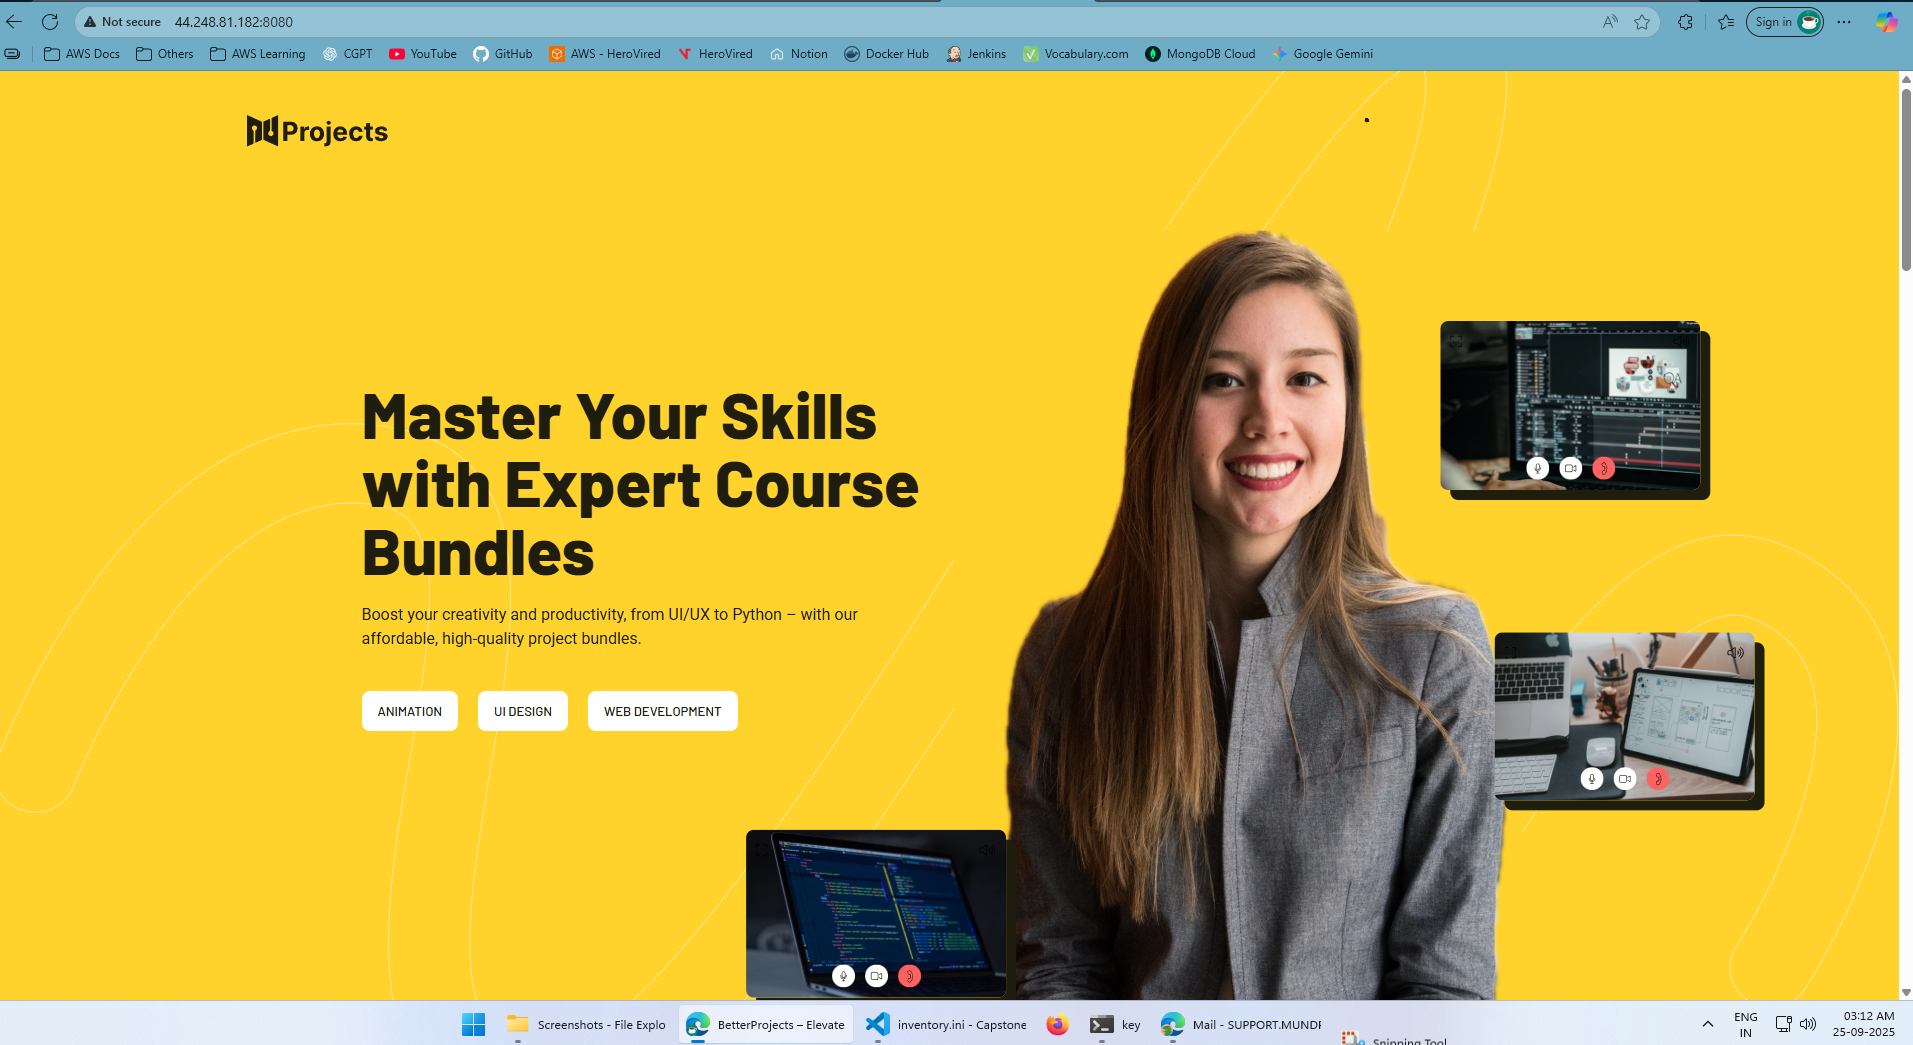 Not secure 44.248.81.182:8080
Sign in
AWS Docs Others AWS Learning CGPT YouTube GitHub AWS - HeroVired HeroVired Notion Docker Hub Jenkins Vocabulary.com MongoDB Cloud Google Gemini
Projects
Master Your Skills
with Expert Course
Bundles
Boost your creativity and productivity, from UI/UX to Python – with our
affordable, high-quality project bundles.
ANIMATION UI DESIGN WEB DEVELOPMENT
Screenshots - File Explo BetterProjects – Elevate inventory.ini - Capstone key Mail - SUPPORT.MUNDF
Snipping Tool
ENG
IN
03:12 AM
25-09-2025